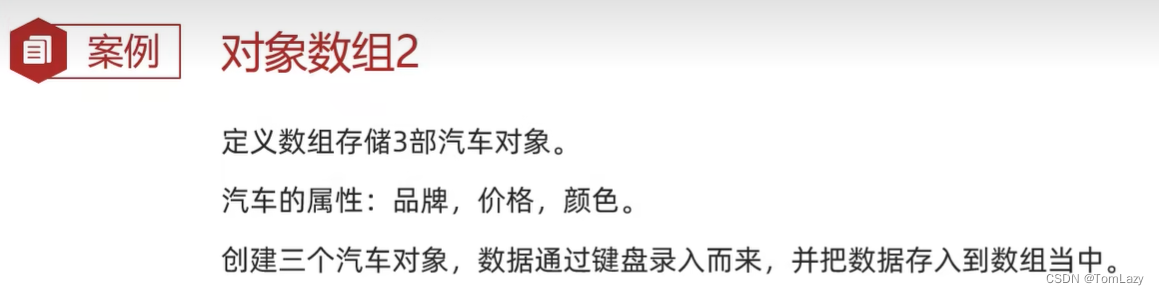 案例 对象数组2
定义数组存储3部汽车对象。
汽车的属性：品牌，价格，颜色。
创建三个汽车对象，数据通过键盘录入而来，并把数据存入到数组当中。
CSDN @TomLazy